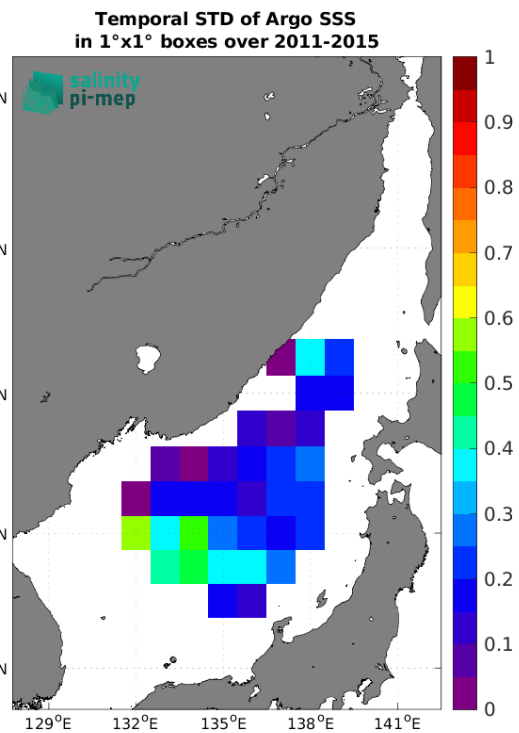 Temporal STD of Argo SSS
in 1°x1° boxes over 2011-2015
salinity
pi-mep
N
N
N
N
N
1
0.9
0.8
0.7
0.6
0.5
0.4
0.3
0.2
0.1
0
129°E 132°E 135°E 138°E 141°E